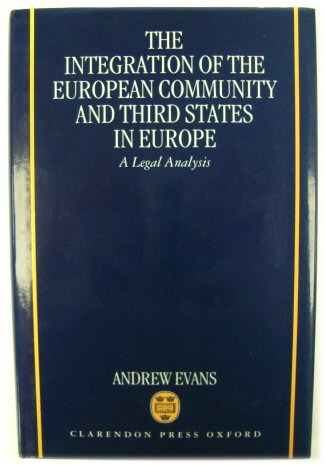 THE
INTEGRATION OF THE
EUROPEAN COMMUNITY
AND THIRD STATES
IN EUROPE
A Legal Analysis
ANDREW EVANS
CLARENDON PRESS OXFORD